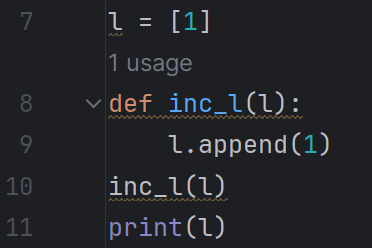 7 l = [1]
1 usage
8 def inc_l(l):
9     l.append(1)
10 inc_l(l)
11 print(l)